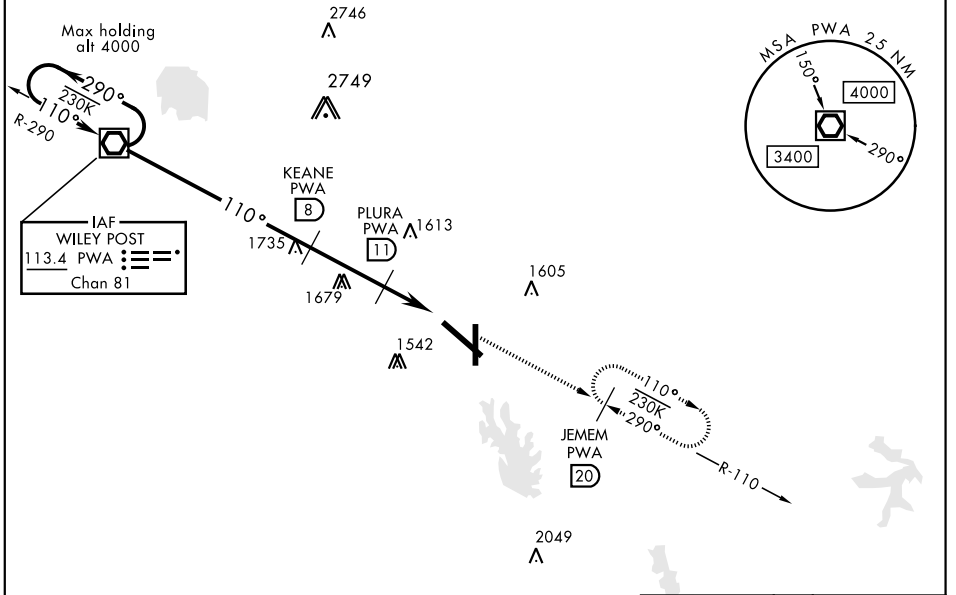 2746
Max holding
alt 4000
2749
290°
230K
110°
R-290
MSA PWA 25 NM
150°
4000
3400
290°
KEANE
PWA
8
110°
PLURA
PWA
11
1613
1735
IAF
WILEY POST
113.4 PWA
Chan 81
1679
1605
1542
110°
230K
290°
JEMEM
PWA
20
R-110
2049